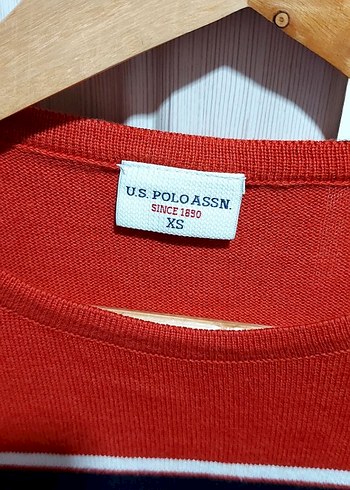 U.S. POLO ASSN.
SINCE 1890
XS